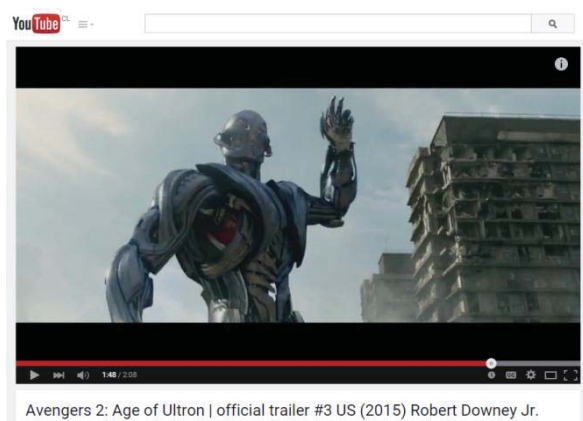 YouTube CL
1:48 / 2:08
Avengers 2: Age of Ultron | official trailer #3 US (2015) Robert Downey Jr.